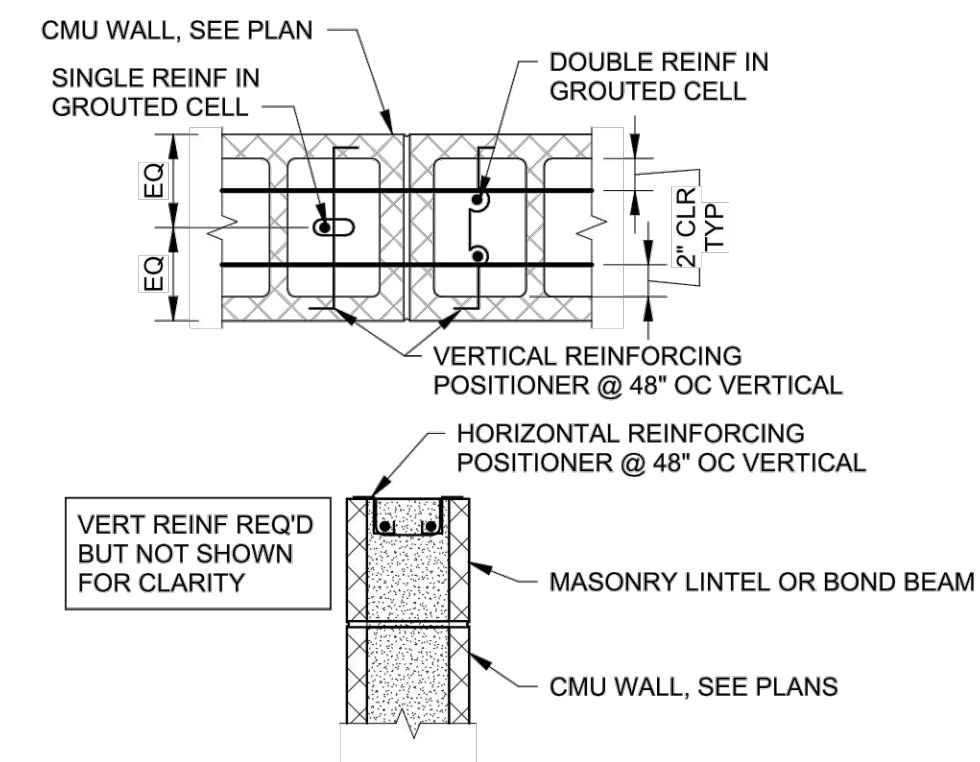 CMU WALL, SEE PLAN
SINGLE REINF IN
GROUTED CELL
DOUBLE REINF IN
GROUTED CELL
EQ
EQ
2" CLR
TYP
VERTICAL REINFORCING
POSITIONER @ 48" OC VERTICAL
HORIZONTAL REINFORCING
POSITIONER @ 48" OC VERTICAL
VERT REINF REQ'D
BUT NOT SHOWN
FOR CLARITY
MASONRY LINTEL OR BOND BEAM
CMU WALL, SEE PLANS